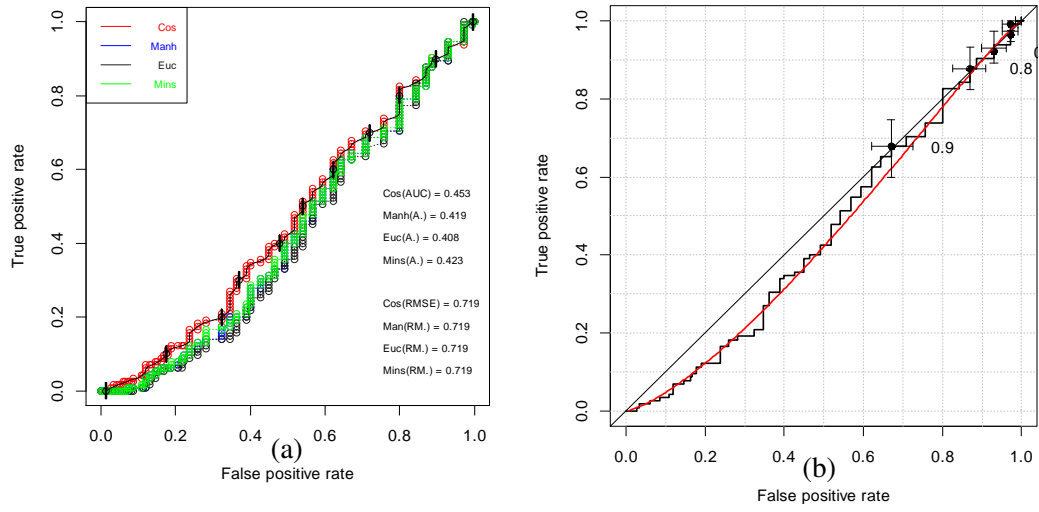 Cos
Manh
Euc
Mins
True positive rate
0.0
0.2
0.4
0.6
0.8
1.0
Cos(AUC) = 0.453
Manh(A.) = 0.419
Euc(A.) = 0.408
Mins(A.) = 0.423
Cos(RMSE) = 0.719
Man(RM.) = 0.719
Euc(RM.) = 0.719
Mins(RM.) = 0.719
0.0 0.2 0.4 0.6 0.8 1.0
(a)
False positive rate
True positive rate
0.0
0.2
0.4
0.6
0.8
1.0
0.8
0.9
0.0 0.2 0.4 0.6 0.8 1.0
(b)
False positive rate